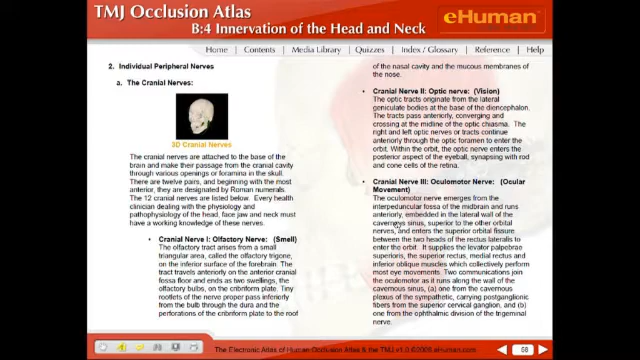 TMJ Occlusion Atlas
B:4 Innervation of the Head and Neck
eHuman
Home | Contents | Media Library | Quizzes | Index / Glossary | Reference | Help
2. Individual Peripheral Nerves
a. The Cranial Nerves:
3D Cranial Nerves
The cranial nerves are attached to the base of the
brain and make their passage from the cranial cavity
through various openings or foramina in the skull.
There are twelve pairs, and beginning with the most
anterior, they are designated by Roman numerals.
The 12 cranial nerves are listed below. Every health
clinician dealing with the physiology and
pathophysiology of the head, face jaw and neck must
have a working knowledge of these nerves.
• Cranial Nerve I: Olfactory Nerve: (Smell)
The olfactory tract arises from a small
triangular area, called the olfactory trigone,
on the inferior surface of the forebrain. The
tract travels anteriorly on the anterior cranial
fossa floor and ends as two swellings, the
olfactory bulbs, on the cribriform plate. Tiny
rootlets of the nerve proper pass inferiorly
from the bulb through the dura and the
perforations of the cribriform plate to the roof
of the nasal cavity and the mucous membranes of
the nose.
• Cranial Nerve II: Optic nerve: (Vision)
The optic tracts originate from the lateral
geniculate bodies at the base of the diencephalon.
The tracts pass anteriorly, converging and
crossing at the midline of the optic chiasma. The
right and left optic nerves or tracts continue
anteriorly through the optic foramen to enter the
orbit. Within the orbit, the optic nerve enters the
posterior aspect of the eyeball, synapsing with rod
and cone cells of the retina.
• Cranial Nerve III: Oculomotor Nerve: (Ocular
Movement)
The oculomotor nerve emerges from the
interpeduncular fossa of the midbrain and runs
anteriorly, embedded in the lateral wall of the
cavernous sinus, superior to the other orbital
nerves, and enters the superior orbital fissure
between the two heads of the rectus lateralis to
enter the orbit. It supplies the levator palpebrae
superioris, the superior rectus, medial rectus and
inferior oblique muscles which collectively perform
most eye movements. Two communications join
the oculomotor as it runs along the wall of the
cavernous sinus, (a) one from the cavernous
plexus of the sympathetic, carrying postganglionic
fibers from the superior cervical ganglion, and (b)
one from the ophthalmic division of the trigeminal
nerve.
The Electronic Atlas of eHuman Occlusion Atlas & the TMJ v1.0 ©2009 eHuman.com
58